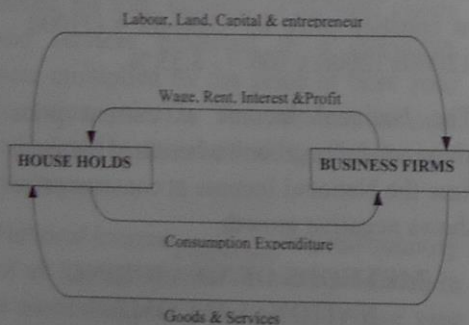 Labour, Land, Capital & entrepreneur
Wage, Rent, Interest &Profit
HOUSE HOLDS
BUSINESS FIRMS
Consumption Expenditure
Goods & Services